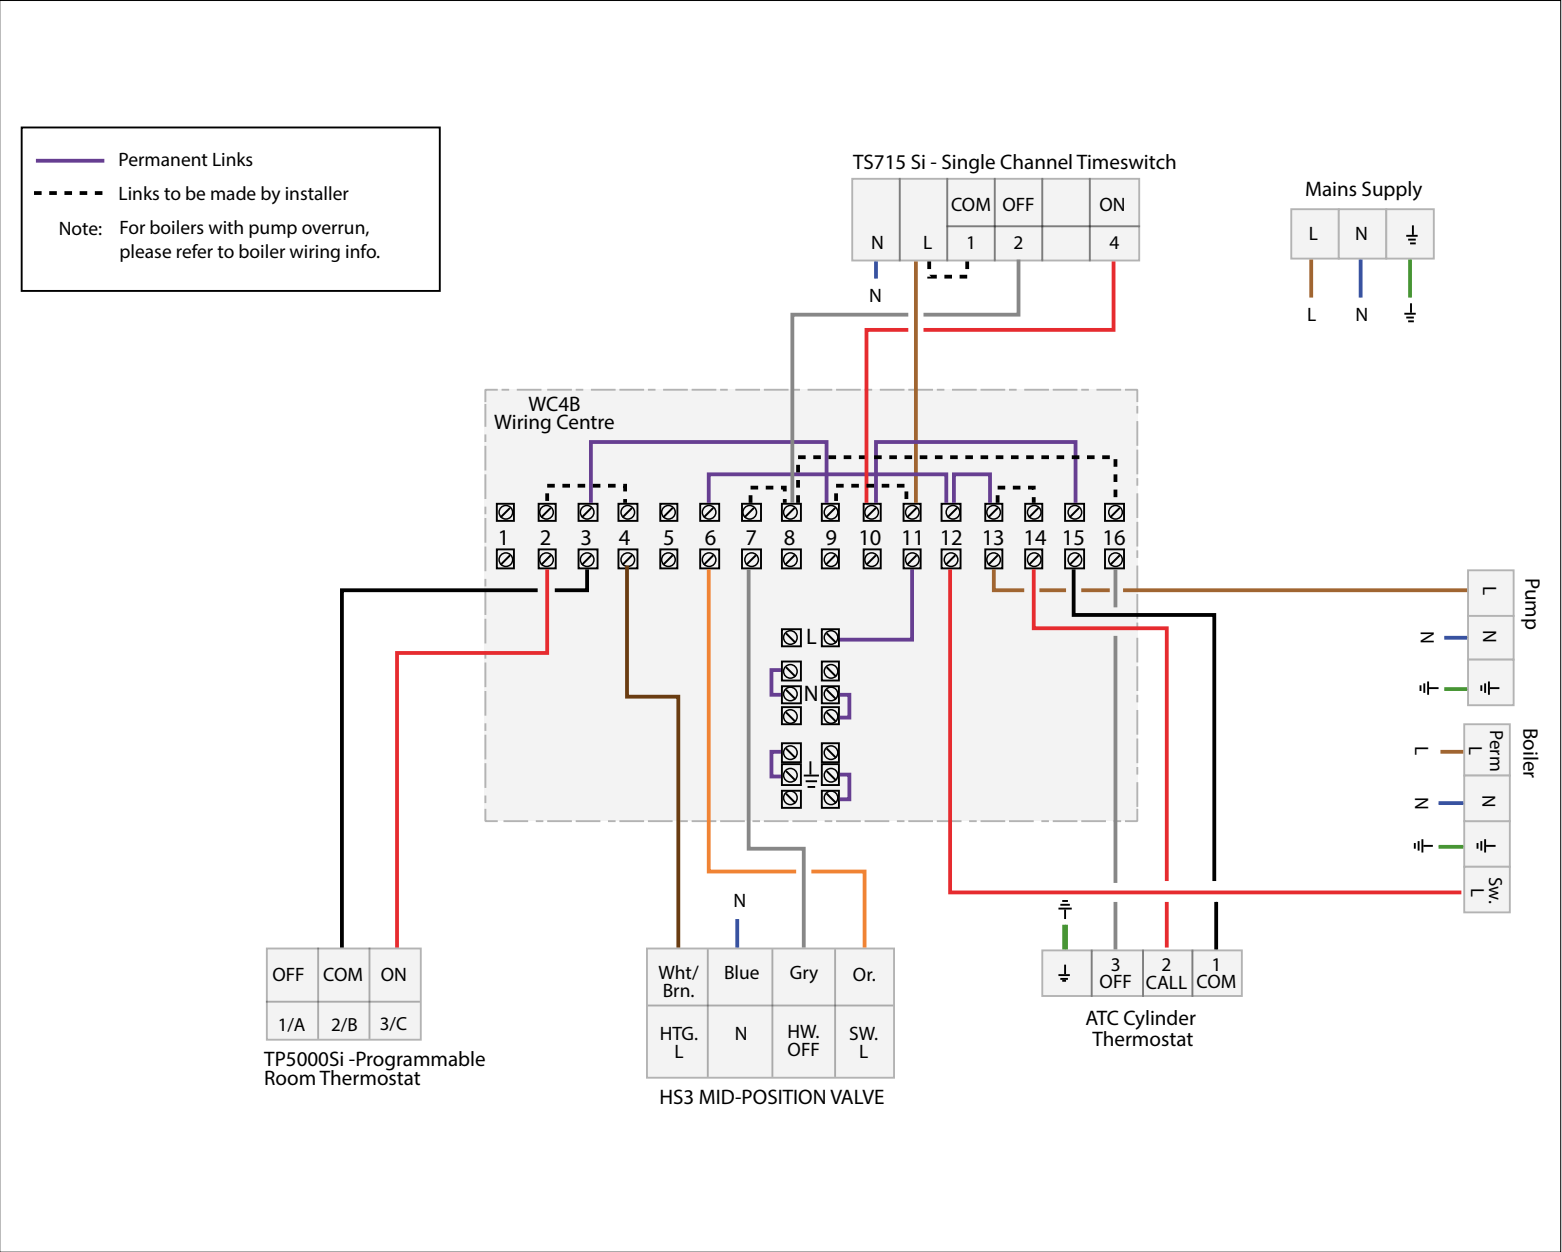 Permanent Links
Links to be made by installer
Note: For boilers with pump overrun,
please refer to boiler wiring info.
TS715 Si - Single Channel Timeswitch
COM OFF ON
N L 1 2 4
N
Mains Supply
L N
L N
WC4B
Wiring Centre
1 2 3 4 5 6 7 8 9 10 11 12 13 14 15 16
L
N
Pump
L
N N
Boiler
L Perm L
N N
Sw. L
N
OFF COM ON
1/A 2/B 3/C
TP5000Si -Programmable
Room Thermostat
Wht/ Blue Gry Or.
Brn.
HTG. N HW. SW.
L OFF L
HS3 MID-POSITION VALVE
3 2 1
OFF CALL COM
ATC Cylinder
Thermostat